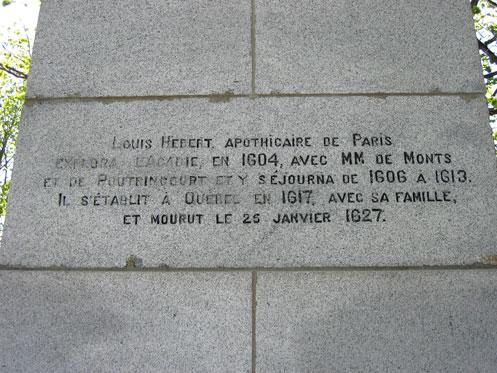 LOUIS HEBERT, APOTHICAIRE DE PARIS
EXPLORA L'ACADIE, EN 1604, AVEC MM DE MONTS
ET DE POUTRINCOURT ET Y SÉJOURNA DE 1606 À 1613.
IL S'ÉTABLIT À QUEBEC EN 1617, AVEC SA FAMILLE,
ET MOURUT LE 25 JANVIER 1627.